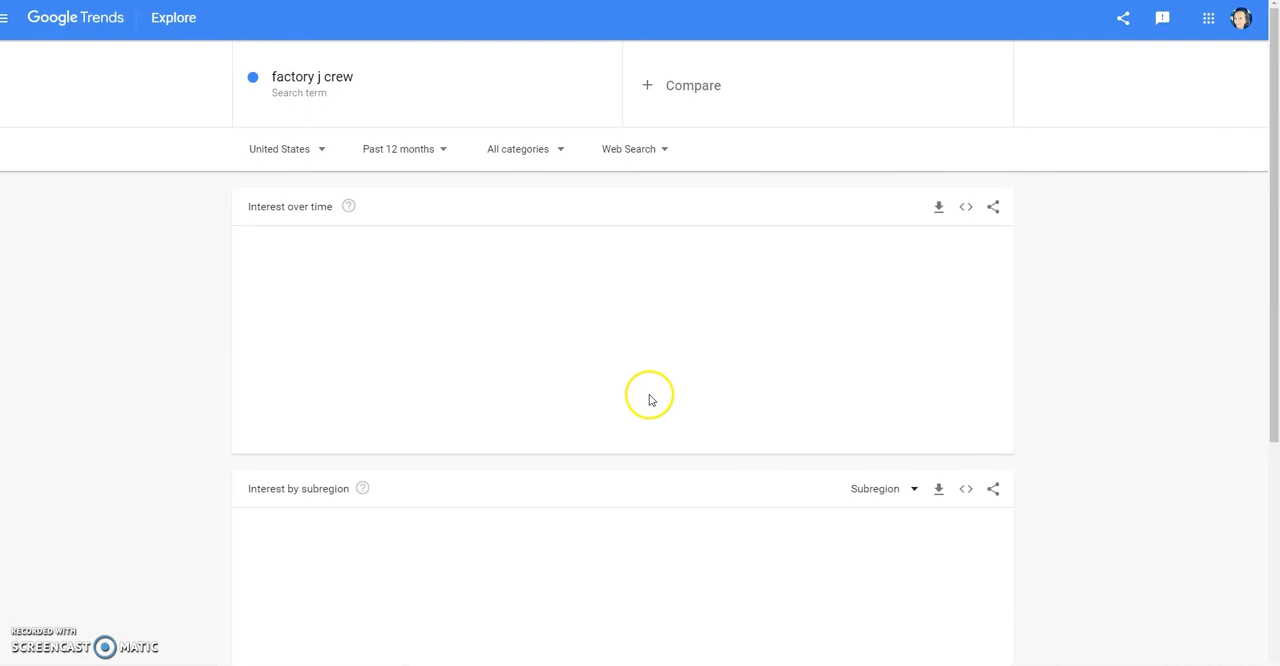 Google Trends Explore
factory j crew
Search term
+ Compare
United States Past 12 months All categories Web Search
Interest over time
Interest by subregion Subregion
RECORDED WITH
SCREENCAST MATIC